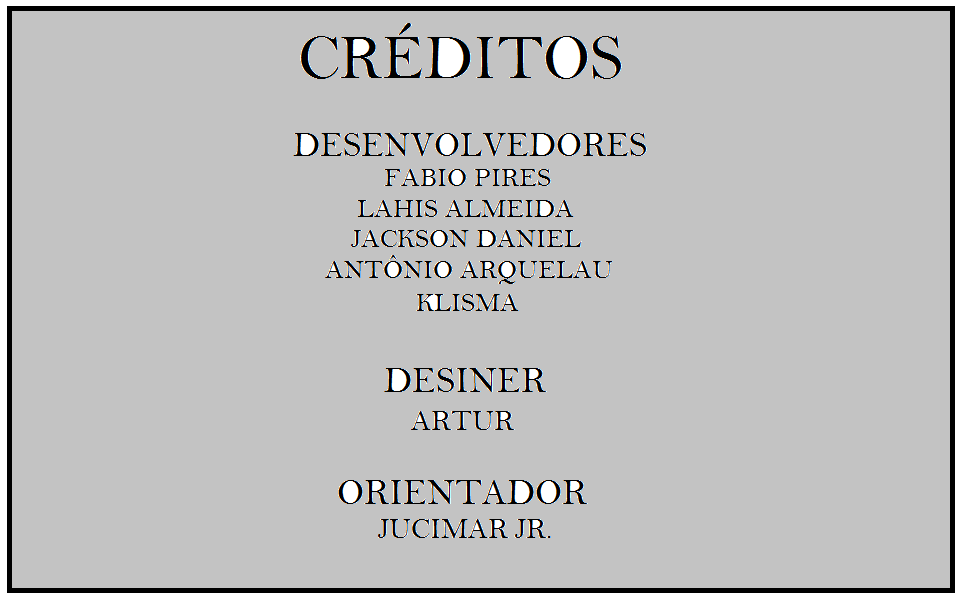 CRÉDITOS
DESENVOLVEDORES
FABIO PIRES
LAHIS ALMEIDA
JACKSON DANIEL
ANTÔNIO ARQUELAU
KLISMA
DESINER
ARTUR
ORIENTADOR
JUCIMAR JR.